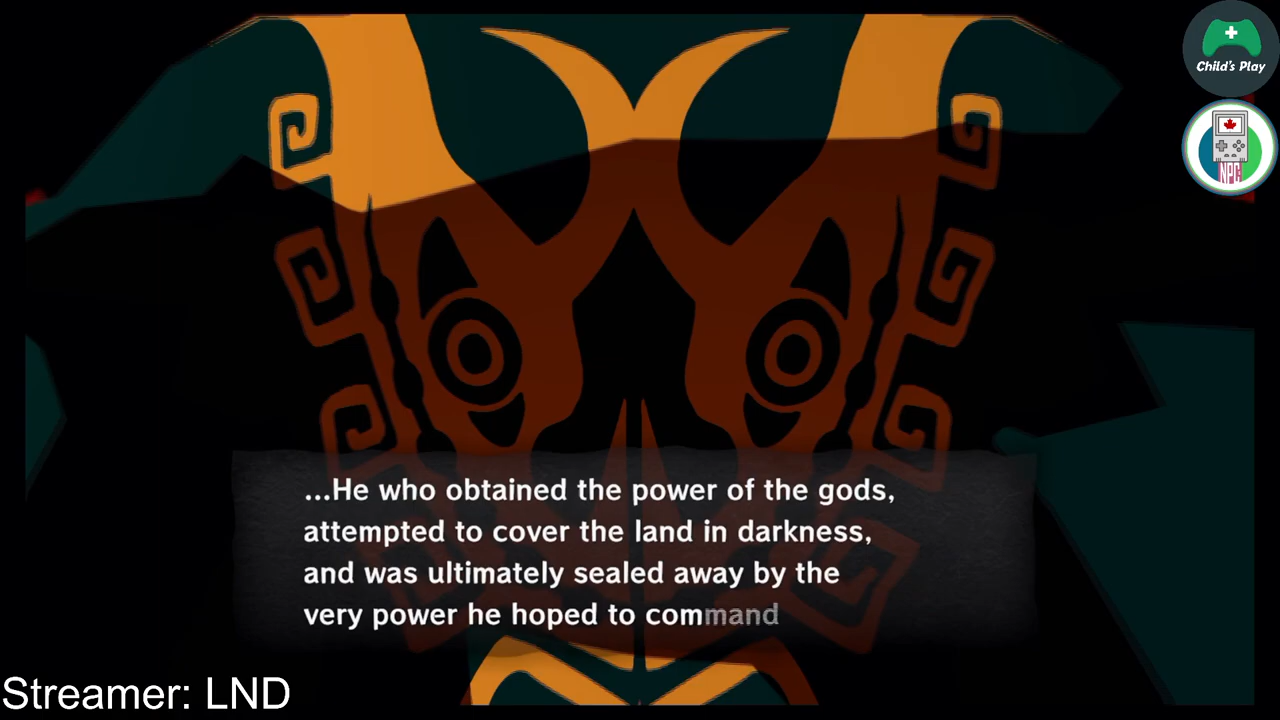 Child's Play
NPC
...He who obtained the power of the gods,
attempted to cover the land in darkness,
and was ultimately sealed away by the
very power he hoped to command
Streamer: LND